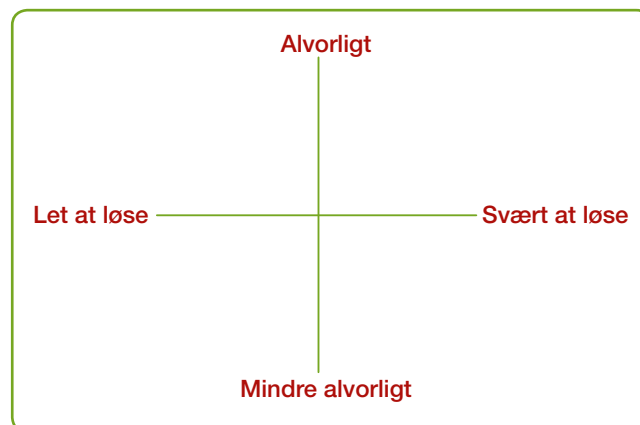 Alvorligt
Let at løse
Svært at løse
Mindre alvorligt